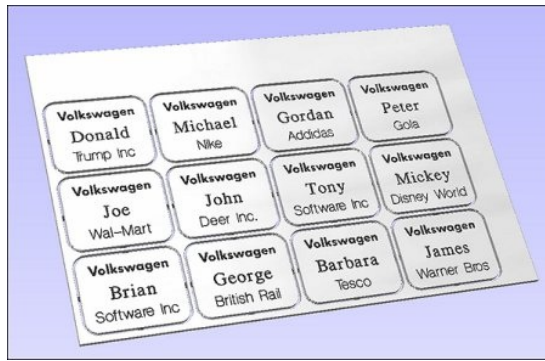 Volkswagen
Donald
Trump Inc
Volkswagen
Michael
Nike
Volkswagen
Gordan
Addidas
Volkswagen
Peter
Gola
Volkswagen
Joe
Wal-Mart
Volkswagen
John
Deer Inc.
Volkswagen
Tony
Software Inc
Volkswagen
Mickey
Disney World
Volkswagen
Brian
Software Inc
Volkswagen
George
British Rail
Volkswagen
Barbara
Tesco
Volkswagen
James
Warner Bros